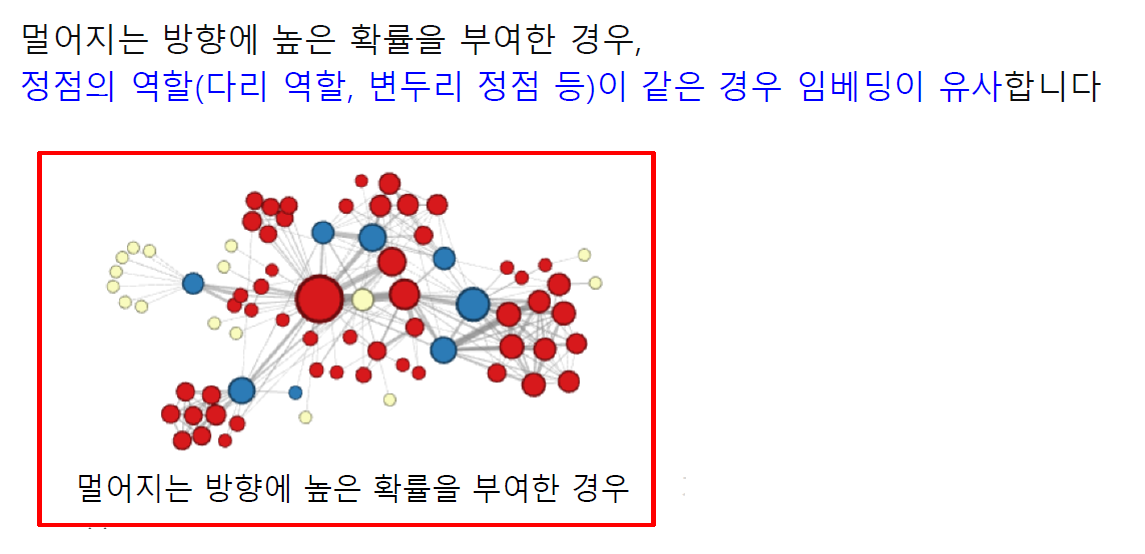 멀어지는 방향에 높은 확률을 부여한 경우,
정점의 역할(다리 역할, 변두리 정점 등)이 같은 경우 임베딩이 유사합니다
멀어지는 방향에 높은 확률을 부여한 경우